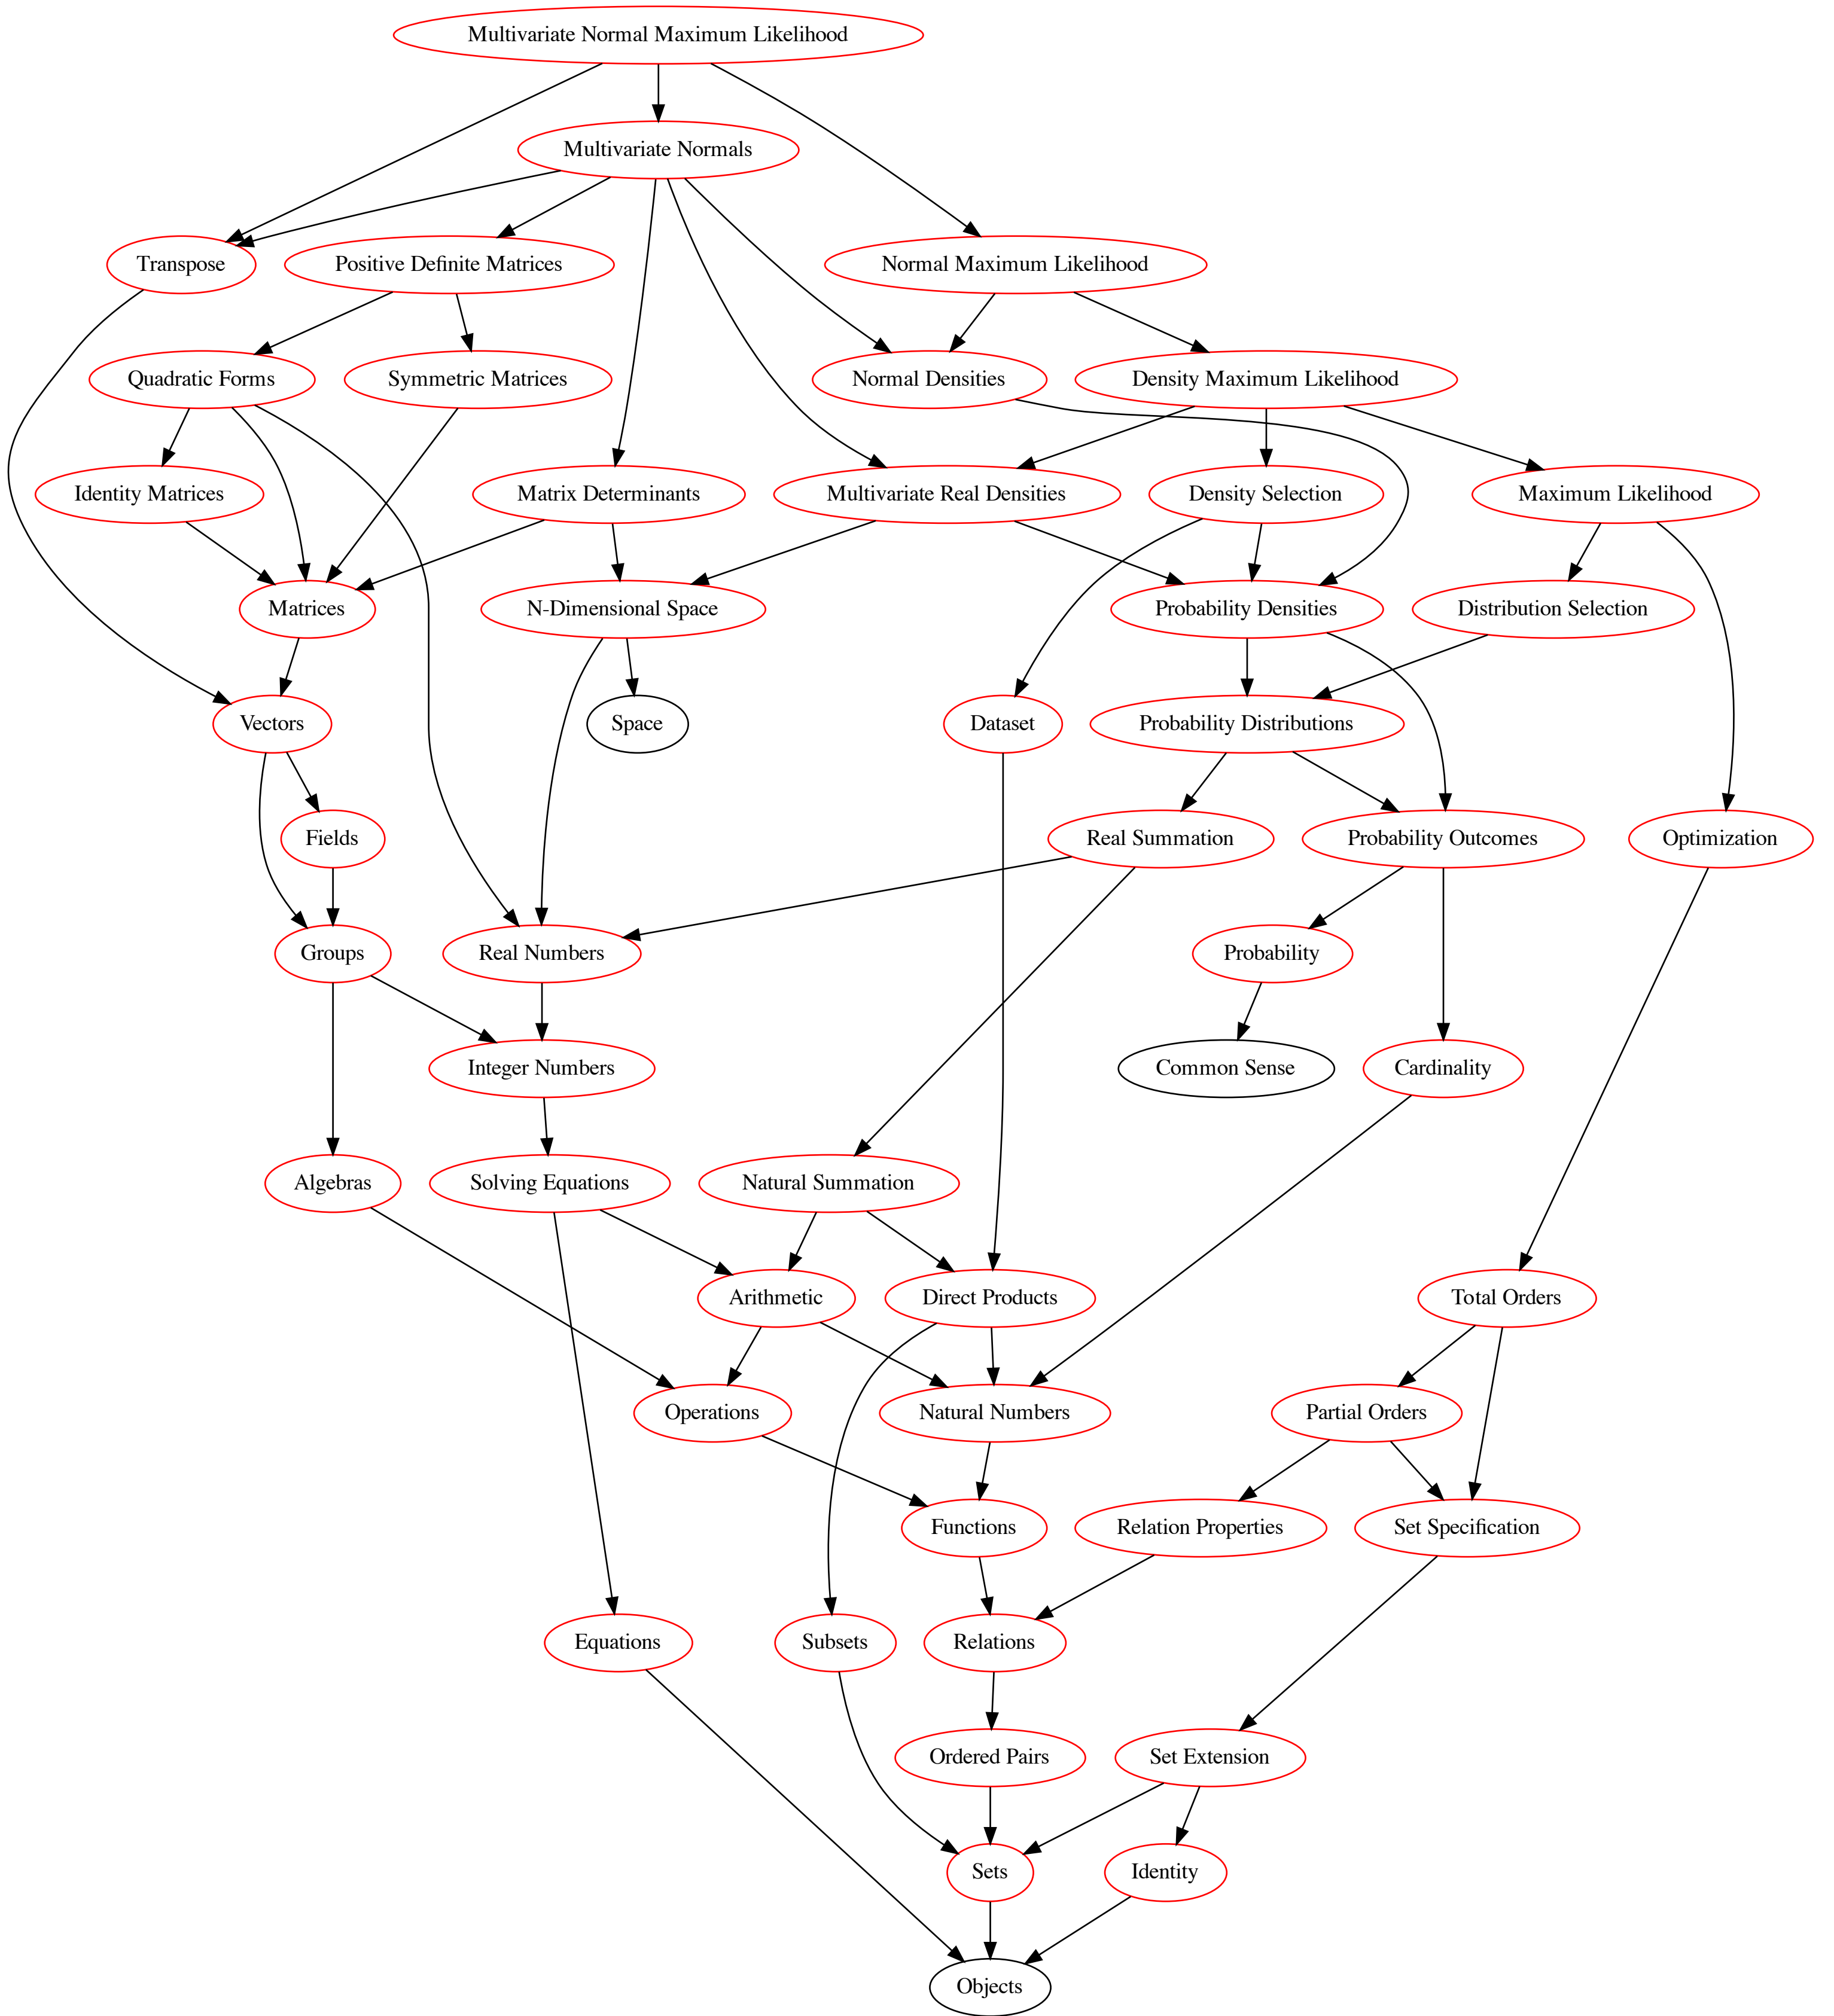 Multivariate Normal Maximum Likelihood
Multivariate Normals
Transpose
Positive Definite Matrices
Normal Maximum Likelihood
Quadratic Forms
Symmetric Matrices
Normal Densities
Density Maximum Likelihood
Identity Matrices
Matrix Determinants
Multivariate Real Densities
Density Selection
Maximum Likelihood
Matrices
N-Dimensional Space
Probability Densities
Distribution Selection
Vectors
Space
Dataset
Probability Distributions
Fields
Real Summation
Probability Outcomes
Optimization
Groups
Real Numbers
Probability
Integer Numbers
Common Sense
Cardinality
Algebras
Solving Equations
Natural Summation
Arithmetic
Direct Products
Total Orders
Operations
Natural Numbers
Partial Orders
Functions
Relation Properties
Set Specification
Equations
Subsets
Relations
Ordered Pairs
Set Extension
Sets
Identity
Objects